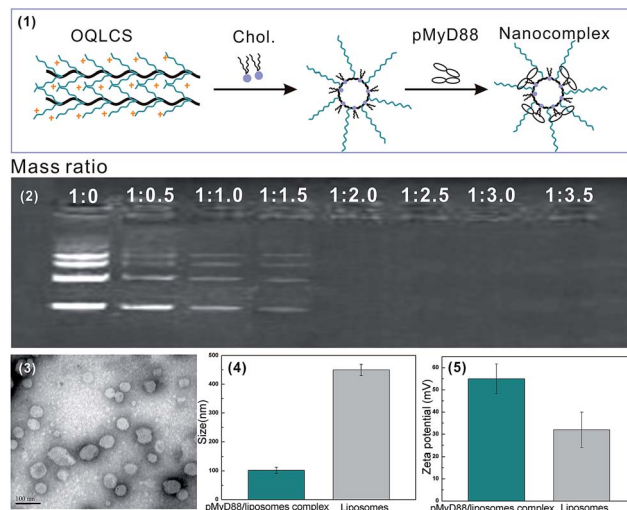 (1)
OQLCS
Chol.
pMyD88
Nanocomplex
Mass ratio
(2)
1:0 1:0.5 1:1.0 1:1.5 1:2.0 1:2.5 1:3.0 1:3.5
(3)
100 nm
(4)
Size(nm)
500
400
300
200
100
0
pMyD88/liposomes complex Liposomes
(5)
Zeta potential (mV)
60
50
40
30
20
10
0
pMyD88/liposomes complex Liposomes